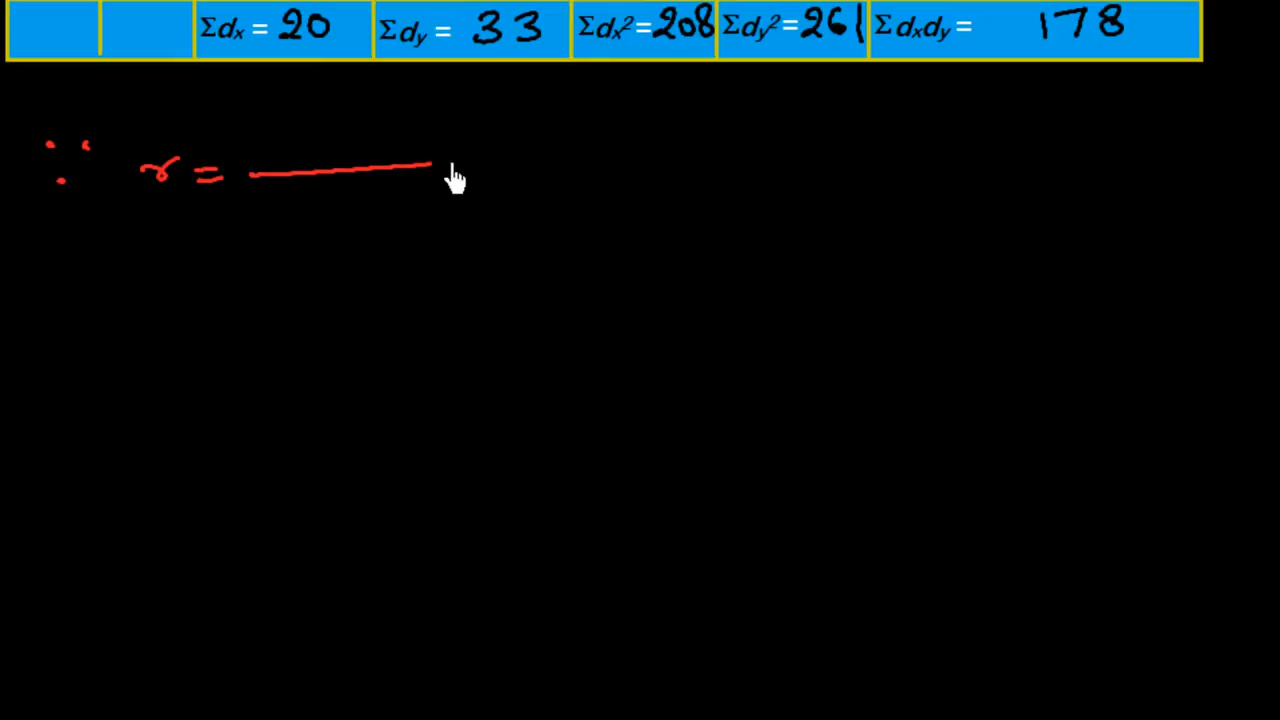 Σdx = 20 Σdy = 33 Σdx²=208 Σdy²=261 Σdxdy = 178
∵ r =